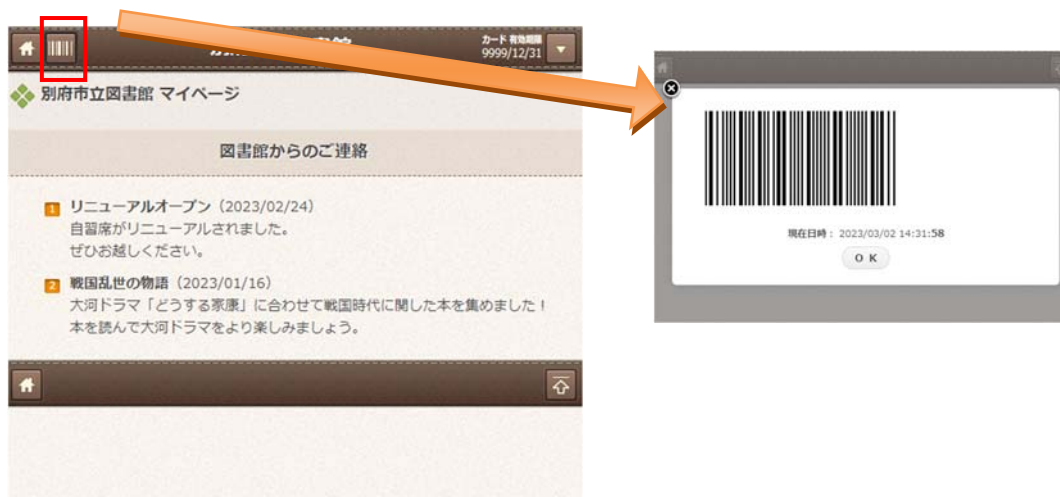 カード 有効期限
9999/12/31
別府市立図書館 マイページ
図書館からのご連絡
1 リニューアルオープン（2023/02/24）
自習席がリニューアルされました。
ぜひお越しください。
2 戦国乱世の物語（2023/01/16）
大河ドラマ「どうする家康」に合わせて戦国時代に関した本を集めました！
本を読んで大河ドラマをより楽しみましょう。
現在日時： 2023/03/02 14:31:58
O K